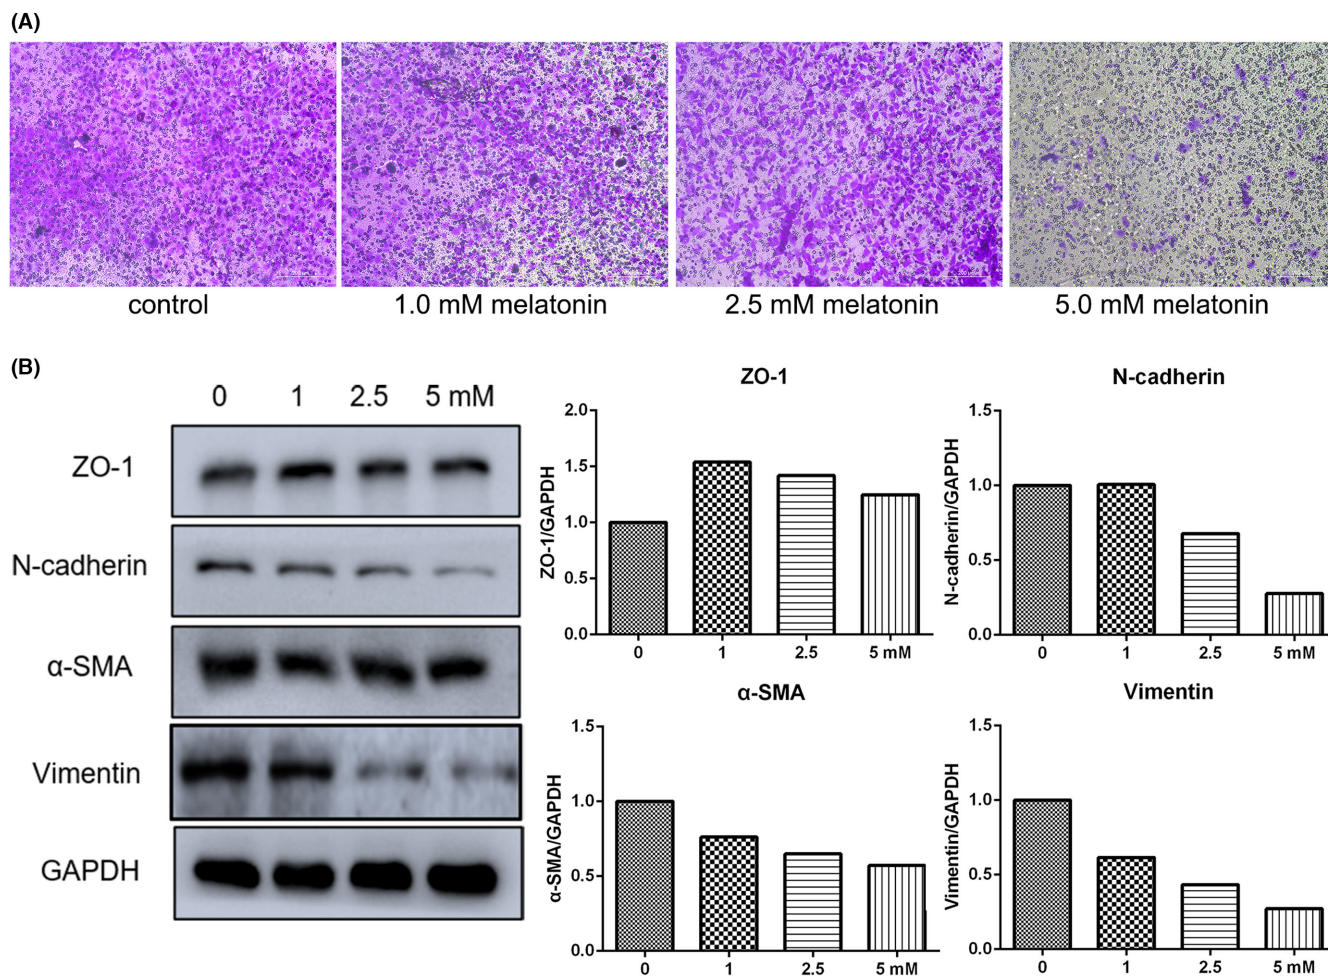 (A)
control
1.0 mM melatonin
2.5 mM melatonin
5.0 mM melatonin
(B)
0 1 2.5 5 mM
ZO-1
N-cadherin
α-SMA
Vimentin
GAPDH
ZO-1
ZO-1/GAPDH
2.0
1.5
1.0
0.5
0.0
0 1 2.5 5 mM
N-cadherin
N-cadherin/GAPDH
1.5
1.0
0.5
0.0
0 1 2.5 5 mM
α-SMA
α-SMA/GAPDH
1.5
1.0
0.5
0.0
0 1 2.5 5 mM
Vimentin
Vimentin/GAPDH
1.5
1.0
0.5
0.0
0 1 2.5 5 mM